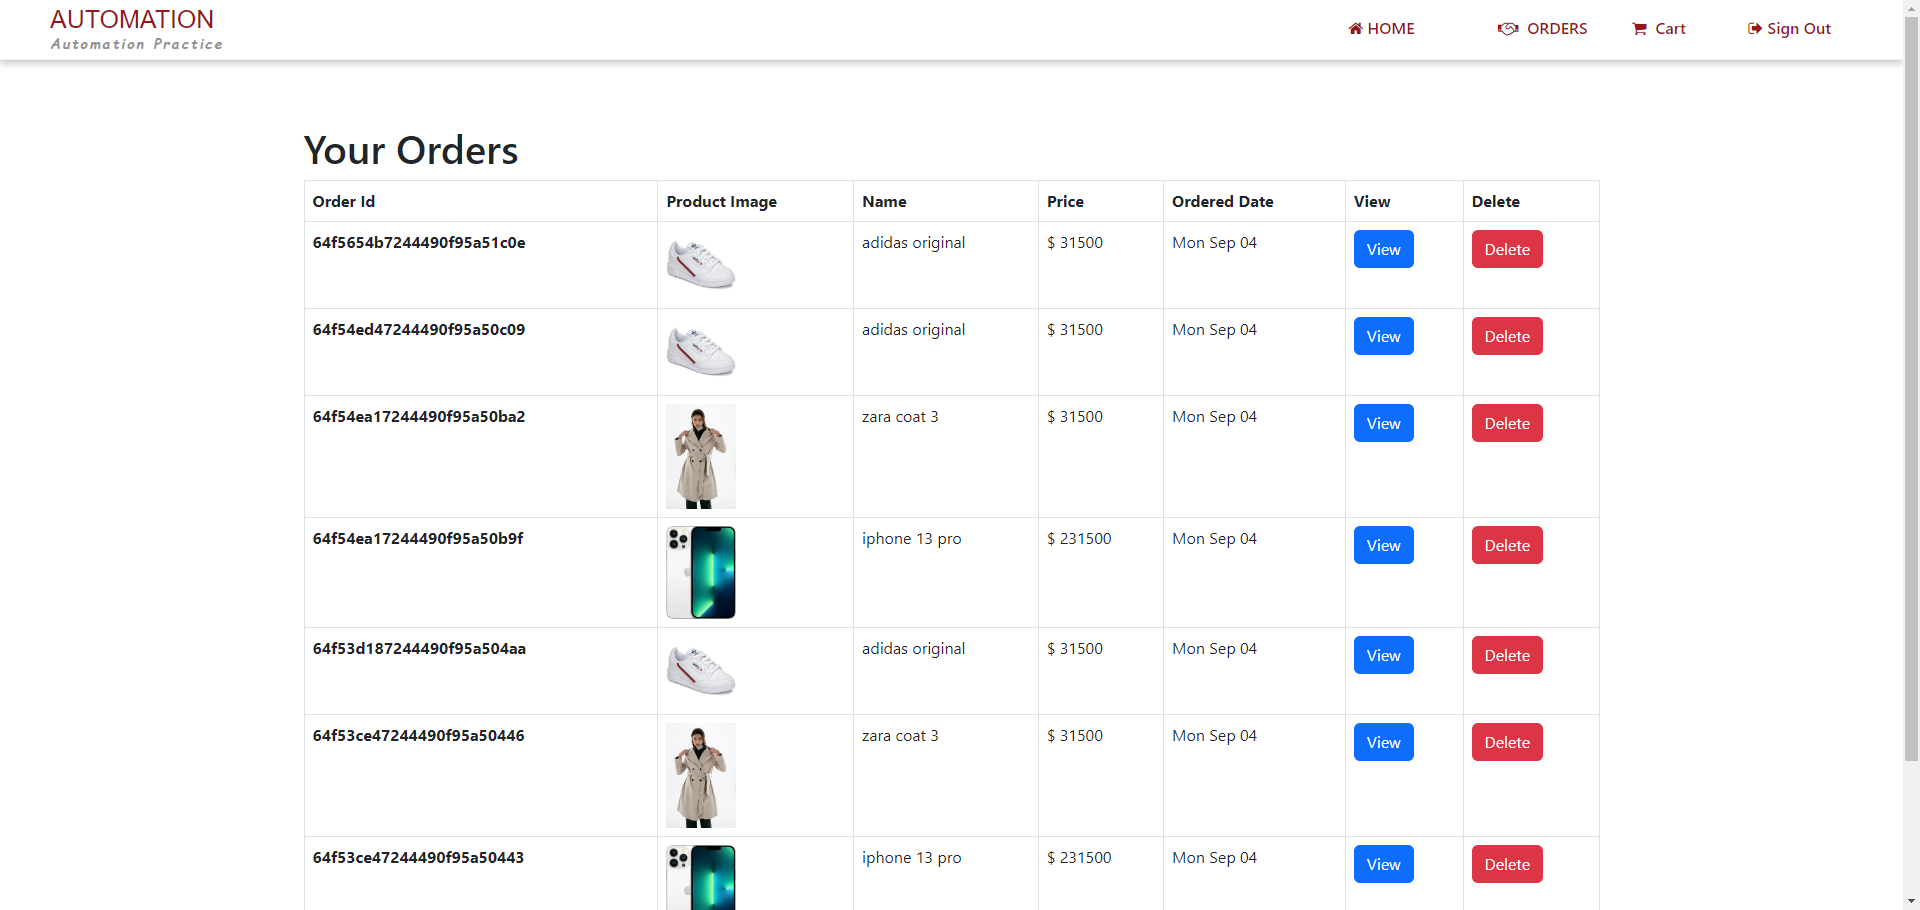 AUTOMATION
Automation Practice
HOME ORDERS Cart Sign Out
Your Orders
Order Id Product Image Name Price Ordered Date View Delete
64f5654b7244490f95a51c0e adidas original $ 31500 Mon Sep 04 View Delete
64f54ed47244490f95a50c09 adidas original $ 31500 Mon Sep 04 View Delete
64f54ea17244490f95a50ba2 zara coat 3 $ 31500 Mon Sep 04 View Delete
64f54ea17244490f95a50b9f iphone 13 pro $ 231500 Mon Sep 04 View Delete
64f53d187244490f95a504aa adidas original $ 31500 Mon Sep 04 View Delete
64f53ce47244490f95a50446 zara coat 3 $ 31500 Mon Sep 04 View Delete
64f53ce47244490f95a50443 iphone 13 pro $ 231500 Mon Sep 04 View Delete